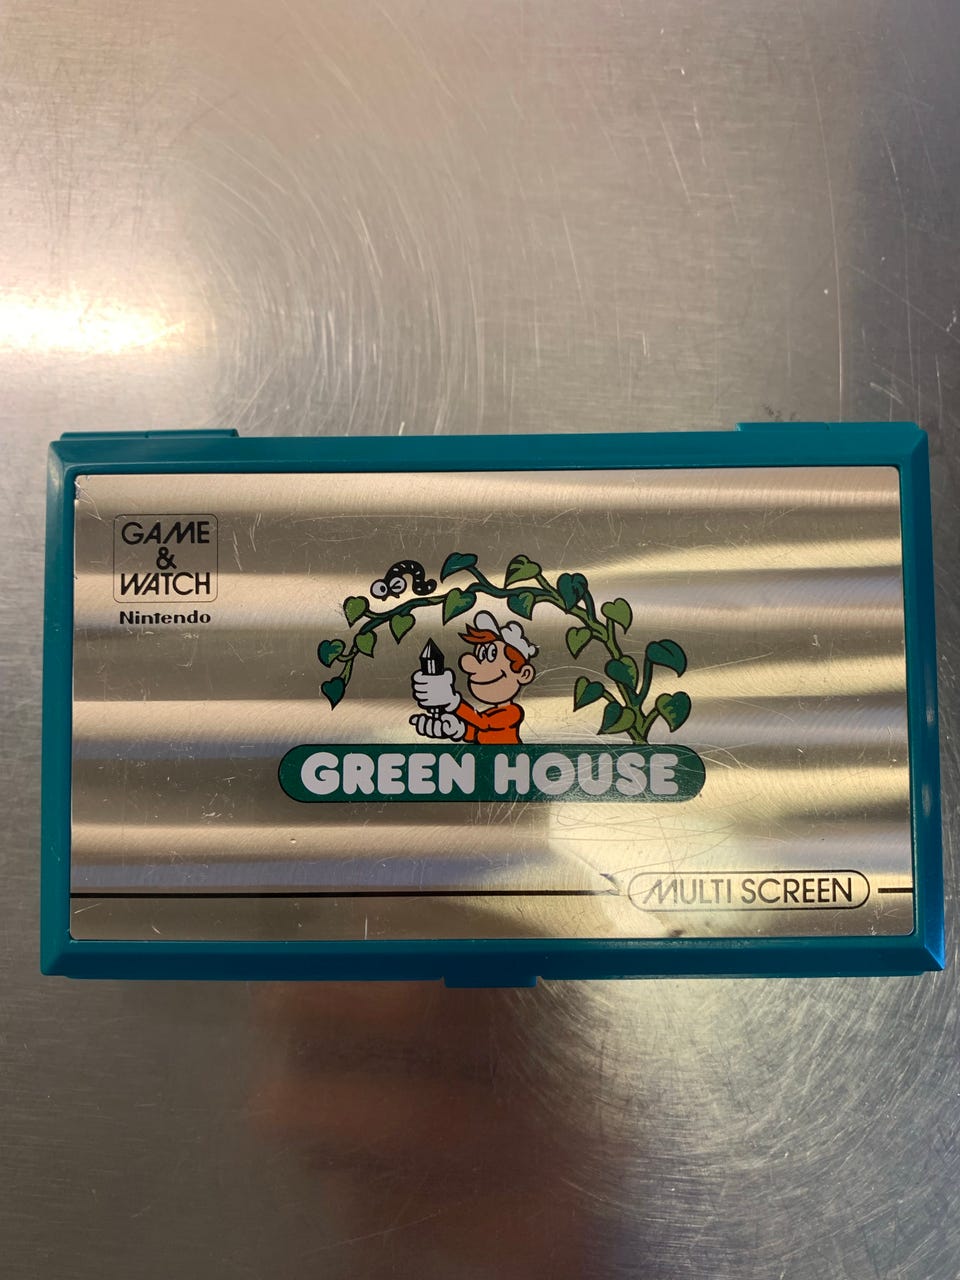 GAME
&
WATCH
Nintendo
GREEN HOUSE
MULTI SCREEN